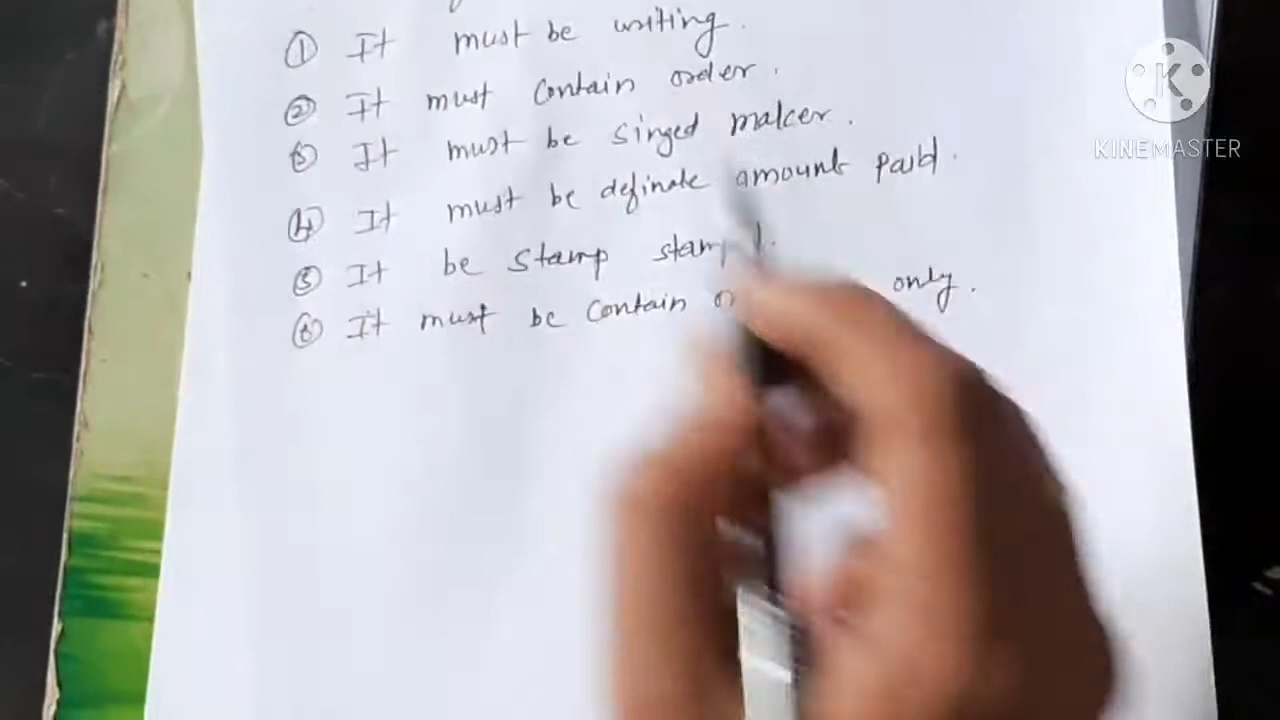 ① It must be writing.
② It must contain order.
③ It must be singed maker.
④ It must be definate amount paid.
⑤ It be stamp
⑥ It must be contain only.
KINEMASTER